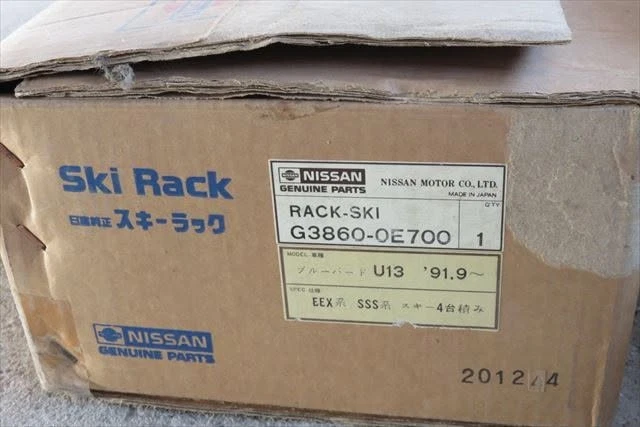 Ski Rack
日産純正 スキーラック
NISSAN
GENUINE PARTS
NISSAN
GENUINE PARTS
NISSAN MOTOR CO., LTD.
MADE IN JAPAN
RACK-SKI
Q'TY
G3860-0E700
1
MODEL 車種
ブルーバード U13 '91.9〜
SPEC 仕様
EEX系 SSS系 スキー4台積み
2012 4